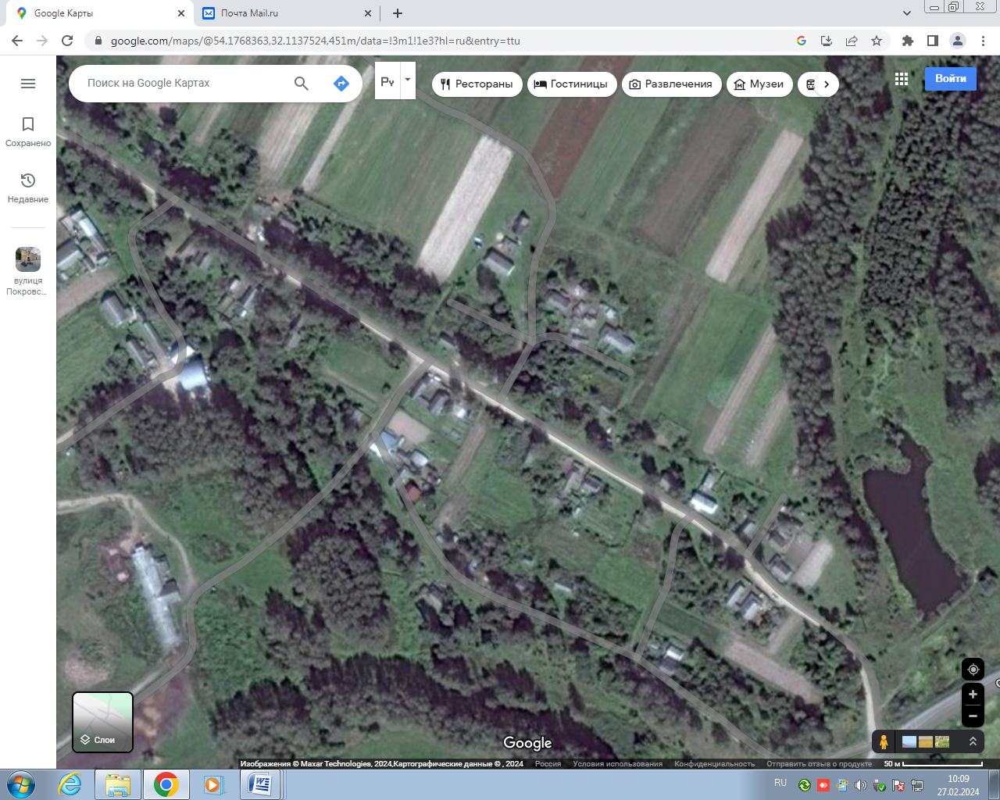 Google Карты
Почта Mail.ru
google.com/maps/@54.1768363,32.1137524,451m/data=!3m1!1e3?hl=ru&entry=ttu
Поиск на Google Картах
Ру
Рестораны
Гостиницы
Развлечения
Музеи
Войти
Сохранено
Недавние
вулиця
Покровс...
Слои
Google
Изображения © Maxar Technologies, 2024,Картографические данные © , 2024
Россия
Условия использования
Конфиденциальность
Отправить отзыв о продукте
50 м
RU
10:09
27.02.2024